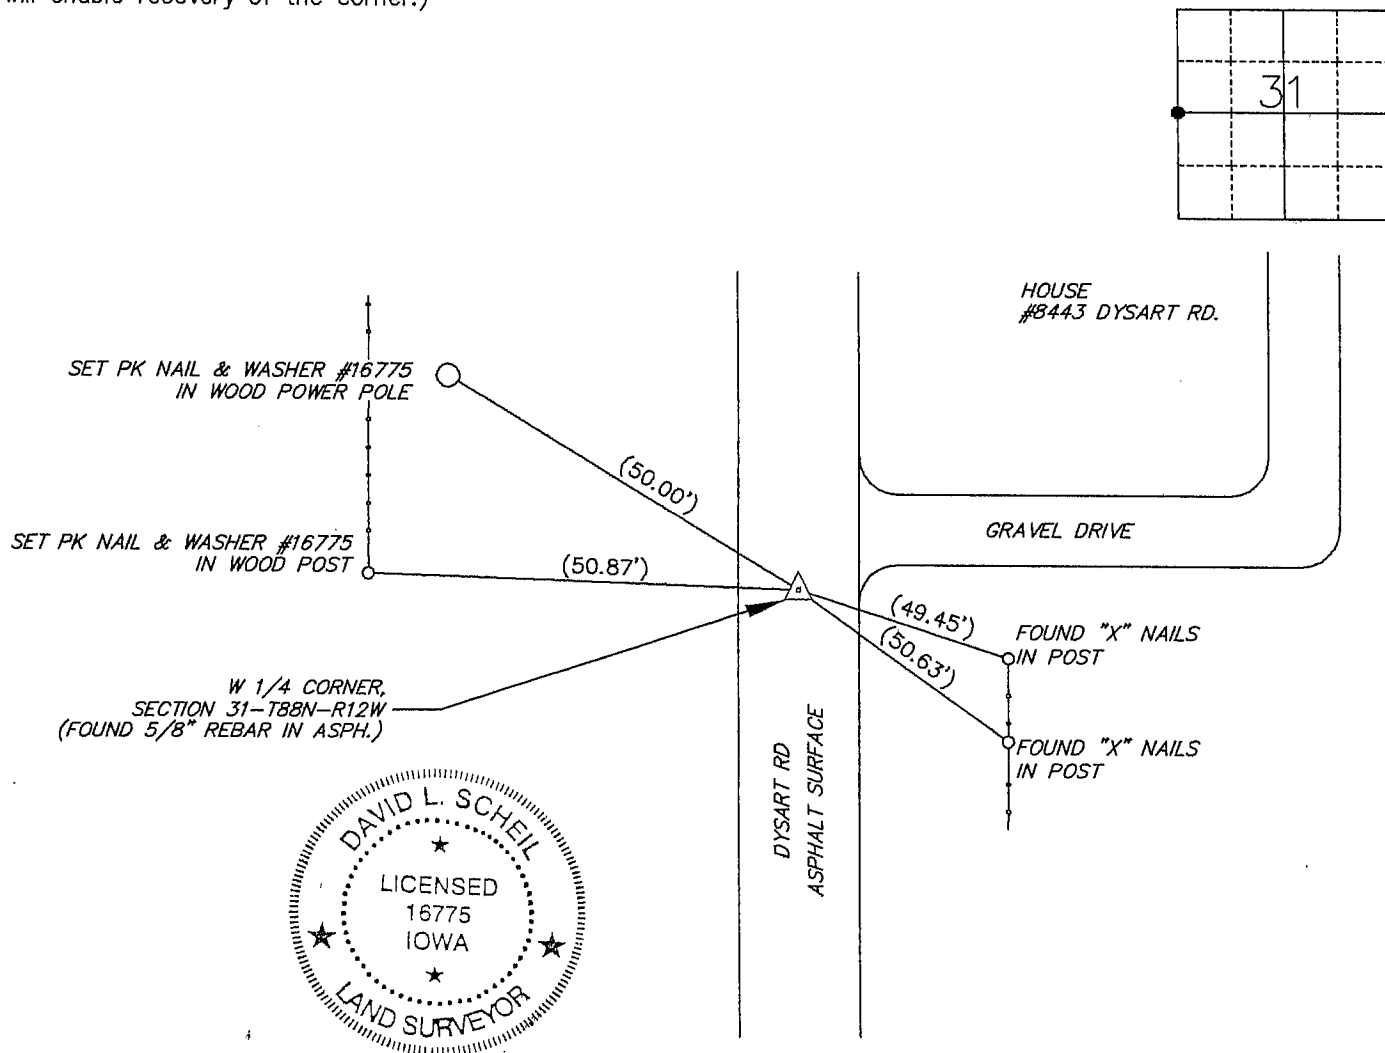 will enable recovery of the corner.)
31
HOUSE
#8443 DYSART RD.
SET PK NAIL & WASHER #16775
IN WOOD POWER POLE
(50.00')
SET PK NAIL & WASHER #16775
IN WOOD POST
(50.87')
GRAVEL DRIVE
(49.45')
(50.63')
FOUND "X" NAILS
IN POST
W 1/4 CORNER,
SECTION 31-T88N-R12W
(FOUND 5/8" REBAR IN ASPH.)
FOUND "X" NAILS
IN POST
DYSART RD
ASPHALT SURFACE
DAVID L. SCHEIL
LICENSED
16775
IOWA
LAND SURVEYOR